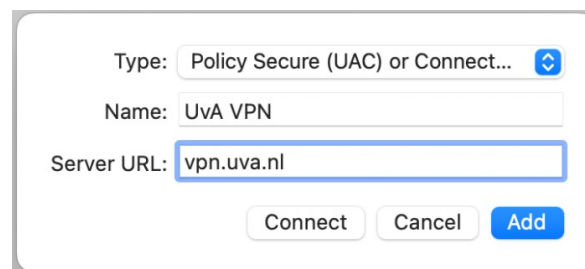 Type: Policy Secure (UAC) or Connect...
Name: UvA VPN
Server URL: vpn.uva.nl
Connect Cancel Add